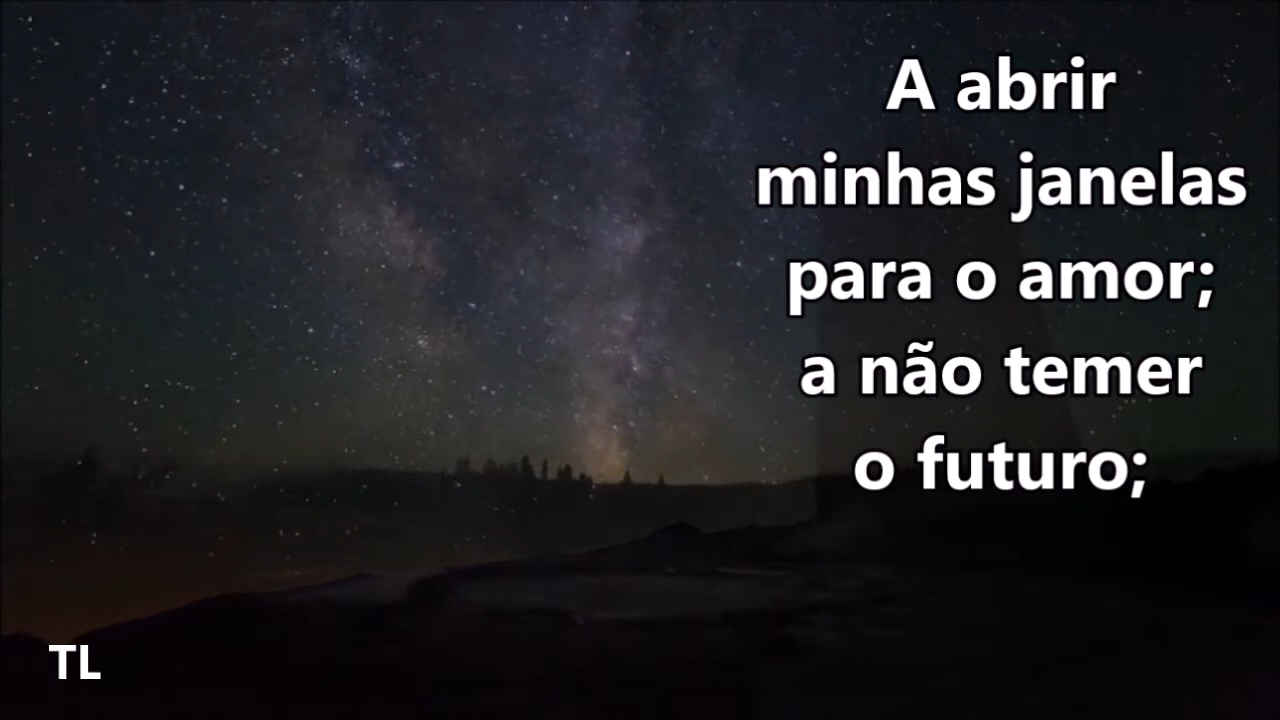 A abrir
minhas janelas
para o amor;
a não temer
o futuro;
TL